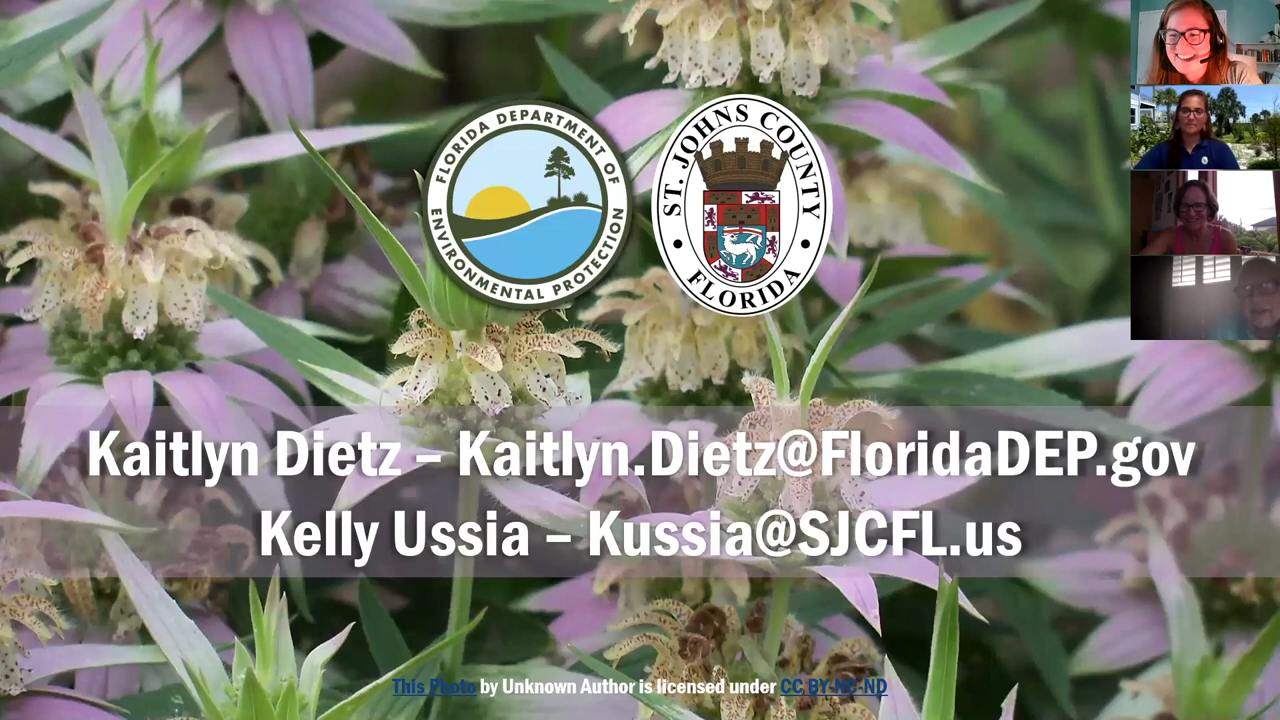 FLORIDA DEPARTMENT OF
ENVIRONMENTAL PROTECTION
ST. JOHNS COUNTY
• FLORIDA •
Kaitlyn Dietz – Kaitlyn.Dietz@FloridaDEP.gov
Kelly Ussia – Kussia@SJCFL.us
This Photo by Unknown Author is licensed under CC BY-NC-ND